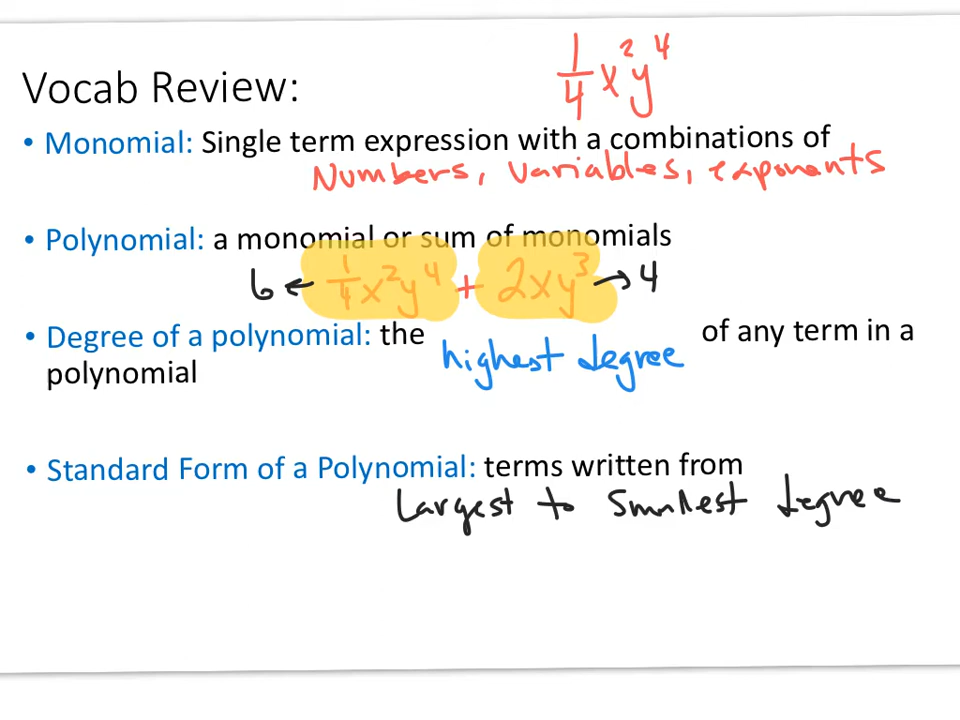 1/4 x²y⁴
Vocab Review:
• Monomial: Single term expression with a combinations of
Numbers, variables, exponents
• Polynomial: a monomial or sum of monomials
6 ← 1/4 x²y⁴ + 2xy³ → 4
• Degree of a polynomial: the highest degree of any term in a
polynomial
• Standard Form of a Polynomial: terms written from
Largest to Smallest degree